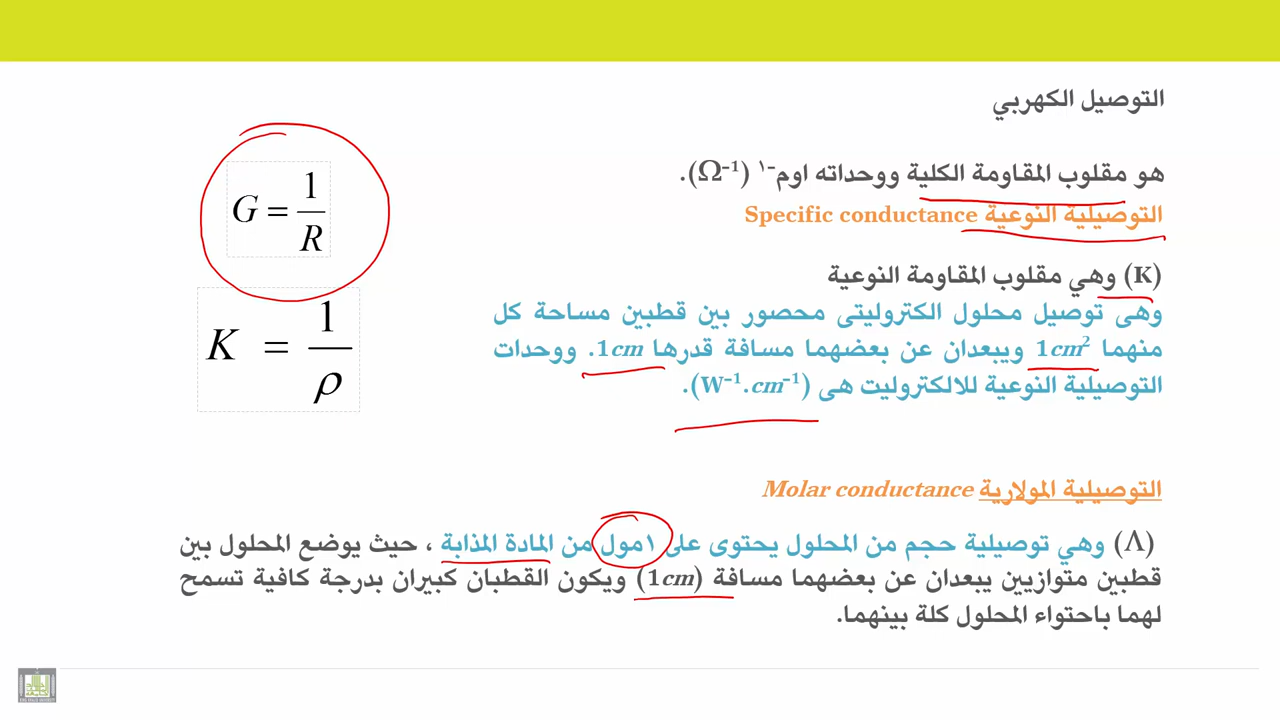 التوصيل الكهربي
هو مقلوب المقاومة الكلية ووحداته اوم-١ (Ω–1).
التوصيلية النوعية Specific conductance
(K) وهي مقلوب المقاومة النوعية
وهى توصيل محلول الكتروليتى محصور بين قطبين مساحة كل
منهما 1cm2 ويبعدان عن بعضهما مسافة قدرها 1cm. ووحدات
التوصيلية النوعية للالكتروليت هى (W–1.cm–1).
G = 1/R
K = 1/ρ
التوصيلية المولارية Molar conductance
(Λ) وهي توصيلية حجم من المحلول يحتوى على ١مول من المادة المذابة ، حيث يوضع المحلول بين
قطبين متوازيين يبعدان عن بعضهما مسافة (1cm) ويكون القطبان كبيران بدرجة كافية تسمح
لهما باحتواء المحلول كلة بينهما.